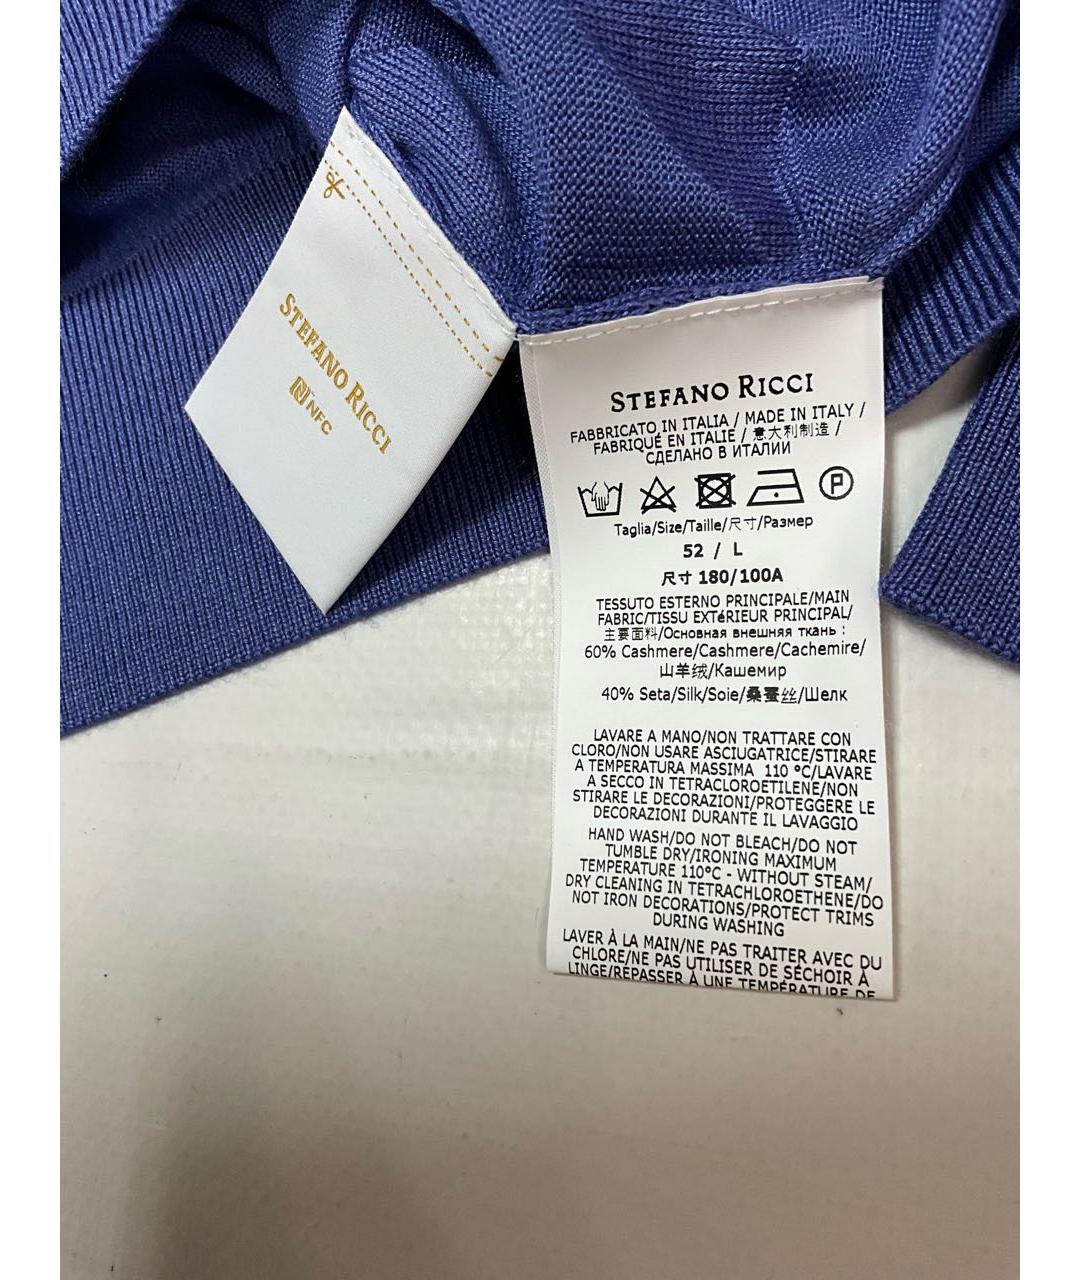 STEFANO RICCI
NFC
STEFANO RICCI
FABBRICATO IN ITALIA / MADE IN ITALY /
FABRIQUÉ EN ITALIE / 意大利制造 /
СДЕЛАНО В ИТАЛИИ
P
Taglia/Size/Taille/尺寸/Размер
52 / L
尺寸 180/100A
TESSUTO ESTERNO PRINCIPALE/MAIN
FABRIC/TISSU EXTéRIEUR PRINCIPAL/
主要面料/Основная внешняя ткань :
60% Cashmere/Cashmere/Cachemire/
山羊绒/Кашемир
40% Seta/Silk/Soie/桑蚕丝/Шелк
LAVARE A MANO/NON TRATTARE CON
CLORO/NON USARE ASCIUGATRICE/STIRARE
A TEMPERATURA MASSIMA 110 °C/LAVARE
A SECCO IN TETRACLOROETILENE/NON
STIRARE LE DECORAZIONI/PROTEGGERE LE
DECORAZIONI DURANTE IL LAVAGGIO
HAND WASH/DO NOT BLEACH/DO NOT
TUMBLE DRY/IRONING MAXIMUM
TEMPERATURE 110°C - WITHOUT STEAM/
DRY CLEANING IN TETRACHLOROETHENE/DO
NOT IRON DECORATIONS/PROTECT TRIMS
DURING WASHING
LAVER À LA MAIN/NE PAS TRAITER AVEC DU
CHLORE/NE PAS UTILISER DE SÉCHOIR À
LINGE/RÉPASSER À UNE TEMPÉRATURE DE